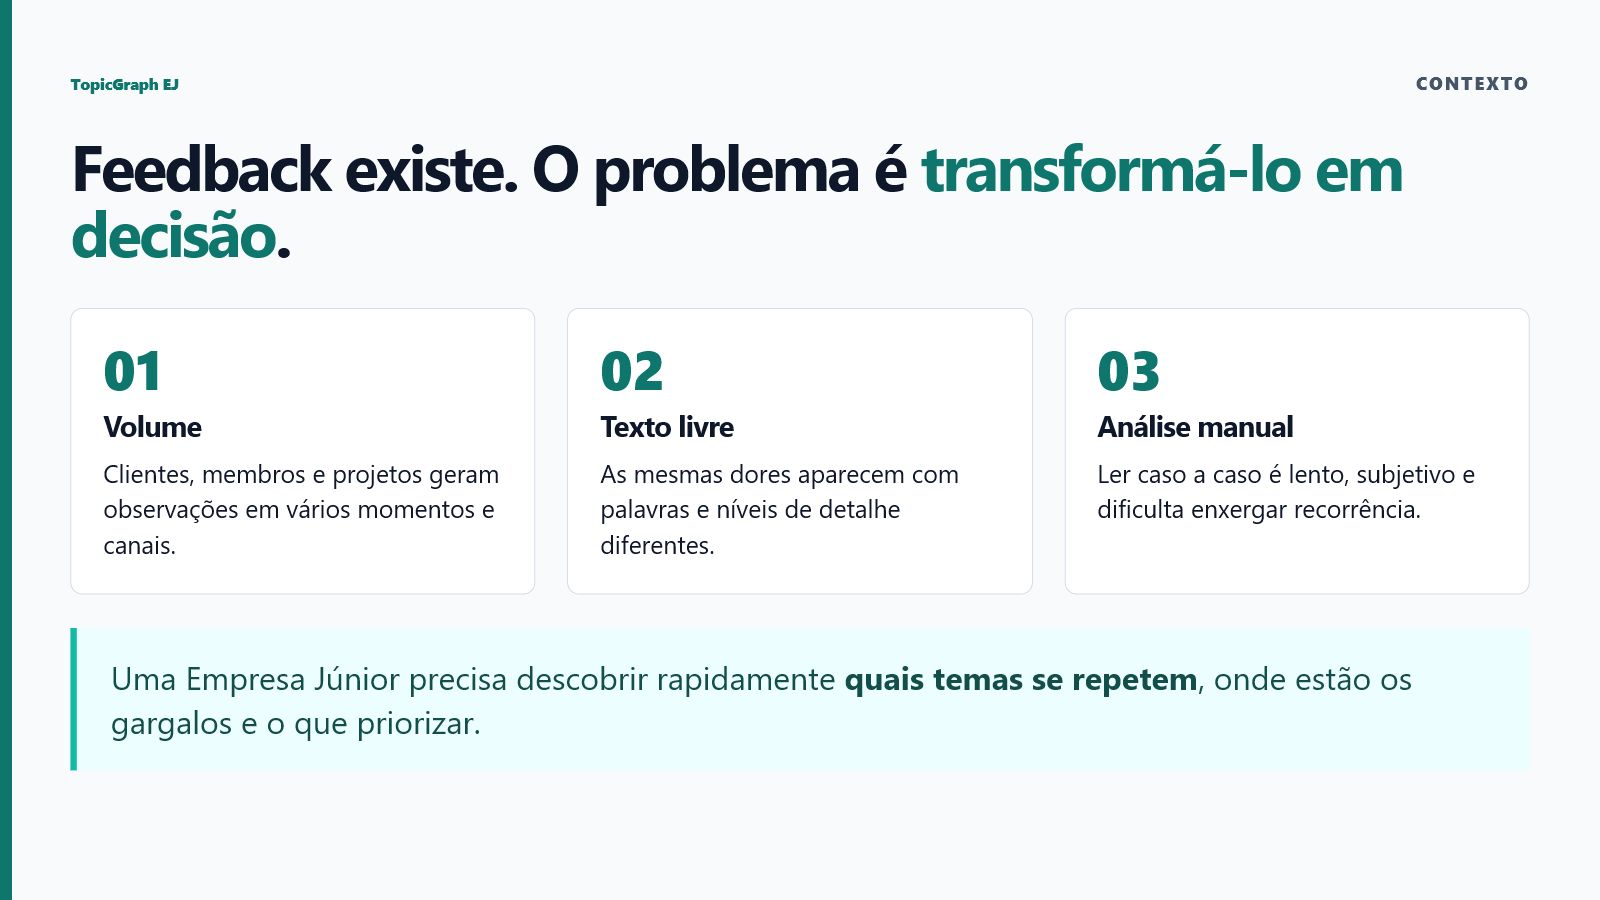 TopicGraph EJ
CONTEXTO
Feedback existe. O problema é transformá-lo em
decisão.
01
Volume
Clientes, membros e projetos geram
observações em vários momentos e
canais.
02
Texto livre
As mesmas dores aparecem com
palavras e níveis de detalhe
diferentes.
03
Análise manual
Ler caso a caso é lento, subjetivo e
dificulta enxergar recorrência.
Uma Empresa Júnior precisa descobrir rapidamente quais temas se repetem, onde estão os
gargalos e o que priorizar.